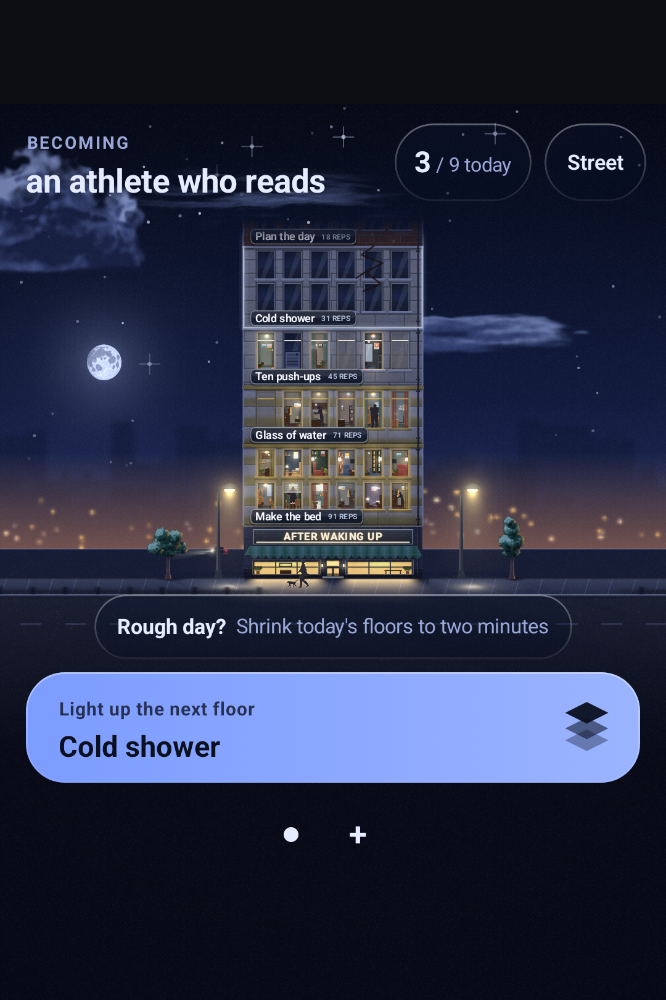 BECOMING
an athlete who reads
3 / 9 today
Street
Plan the day 18 REPS
Cold shower 31 REPS
Ten push-ups 45 REPS
Glass of water 71 REPS
Make the bed 91 REPS
AFTER WAKING UP
Rough day? Shrink today's floors to two minutes
Light up the next floor
Cold shower